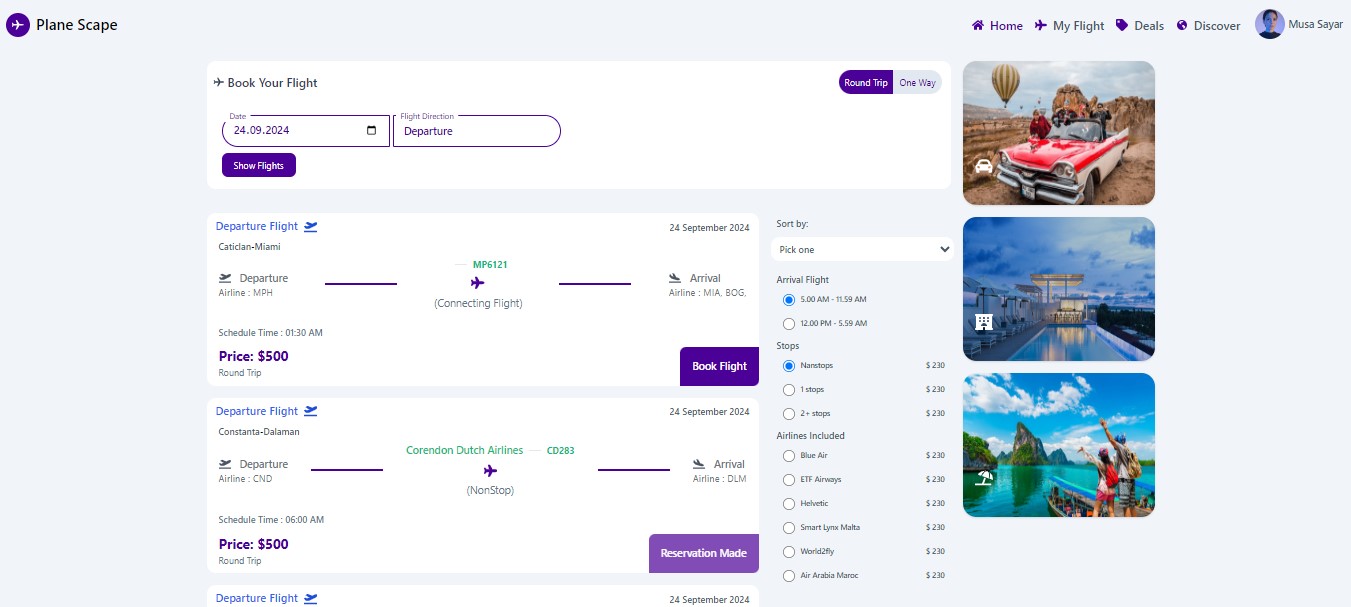 Plane Scape
Home
My Flight
Deals
Discover
Musa Sayar
Book Your Flight
Round Trip
One Way
Date
24.09.2024
Flight Direction
Departure
Show Flights
Departure Flight
24 September 2024
Caticlan-Miami
MP6121
Departure
Airline : MPH
(Connecting Flight)
Arrival
Airline : MIA, BOG,
Schedule Time : 01:30 AM
Price: $500
Round Trip
Book Flight
Departure Flight
24 September 2024
Constanta-Dalaman
Corendon Dutch Airlines
CD283
Departure
Airline : CND
(NonStop)
Arrival
Airline : DLM
Schedule Time : 06:00 AM
Price: $500
Round Trip
Reservation Made
Departure Flight
24 September 2024
Sort by:
Pick one
Arrival Flight
5.00 AM - 11.59 AM
12.00 PM - 5.59 AM
Stops
Nanstops $ 230
1 stops $ 230
2+ stops $ 230
Airlines Included
Blue Air $ 230
ETF Airways $ 230
Helvetic $ 230
Smart Lynx Malta $ 230
World2fly $ 230
Air Arabia Maroc $ 230